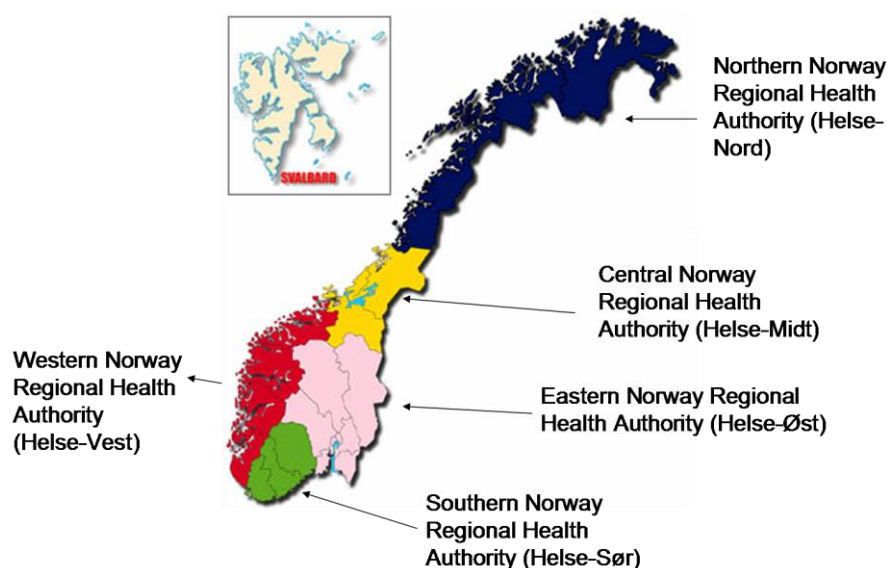 SVALBARD
Northern Norway
Regional Health
Authority (Helse-
Nord)
Central Norway
Regional Health
Authority (Helse-Midt)
Western Norway
Regional Health
Authority
(Helse-Vest)
Eastern Norway Regional
Health Authority (Helse-Øst)
Southern Norway
Regional Health
Authority (Helse-Sør)